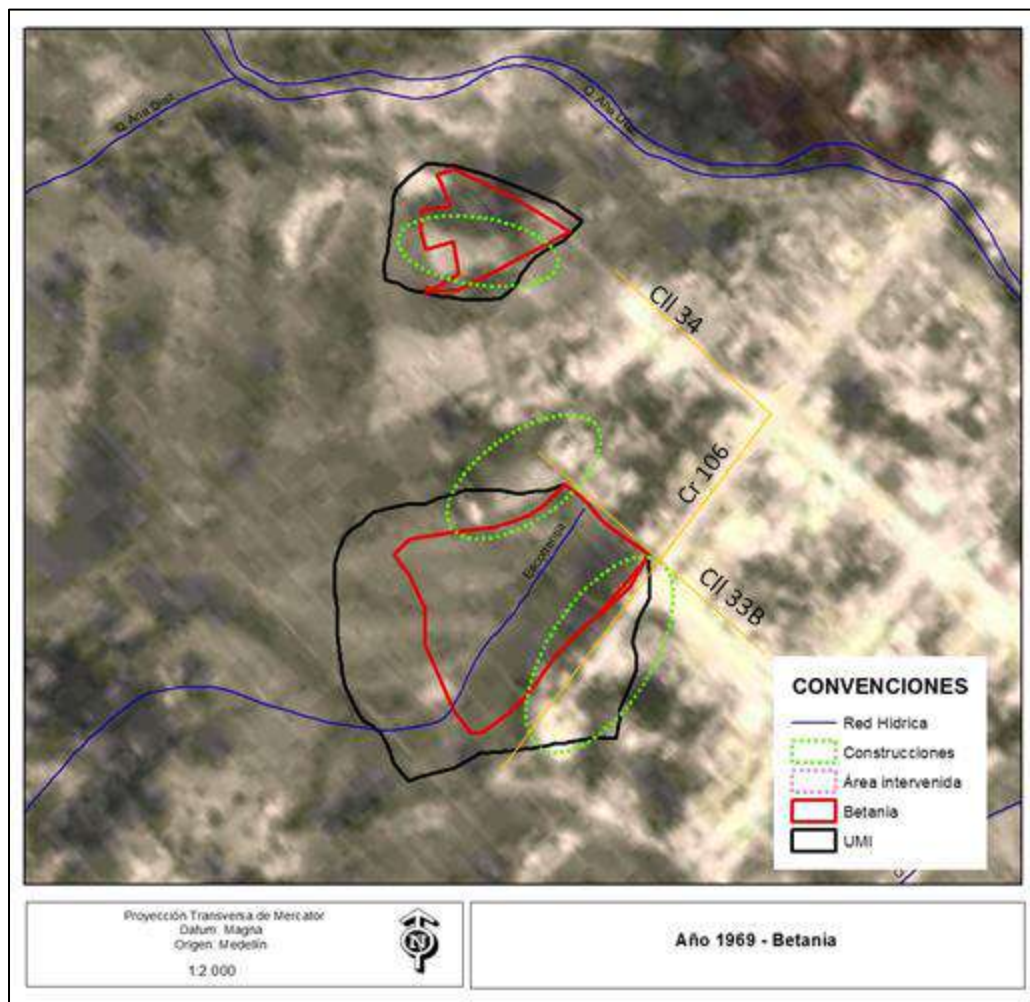 Q. Ana Díaz
Q. Ana Díaz
Cll 34
Cr 106
Escorrentia
Cll 33B
CONVENCIONES
Red Hídrica
Construcciones
Área intervenida
Betania
UMI
Proyección Transversa de Mercator
Datum: Magna
Origen: Medellín
1:2 000
N
Año 1969 - Betania